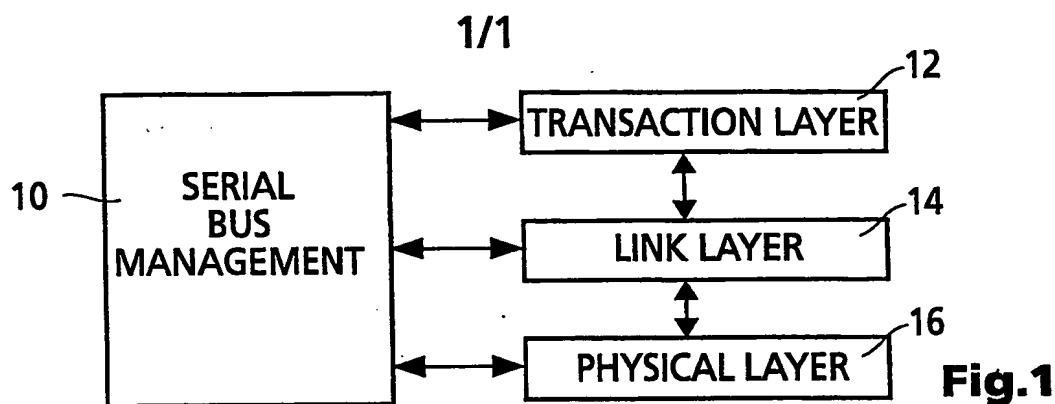 1/1
12
TRANSACTION LAYER
10
SERIAL
BUS
MANAGEMENT
14
LINK LAYER
16
PHYSICAL LAYER
Fig.1